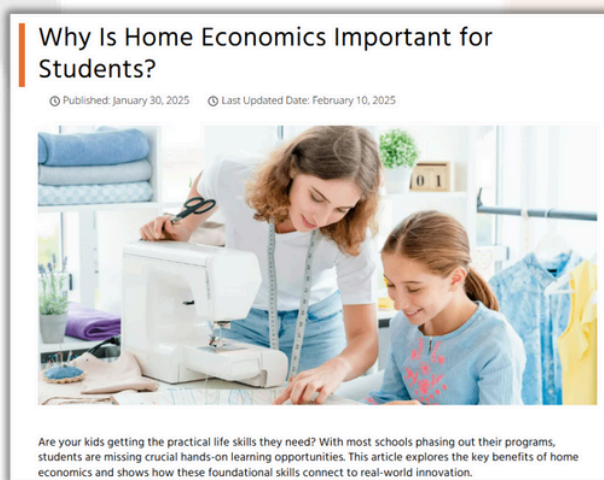 Why Is Home Economics Important for
Students?
Published: January 30, 2025 Last Updated Date: February 10, 2025
01
Are your kids getting the practical life skills they need? With most schools phasing out their programs,
students are missing crucial hands-on learning opportunities. This article explores the key benefits of home
economics and shows how these foundational skills connect to real-world innovation.